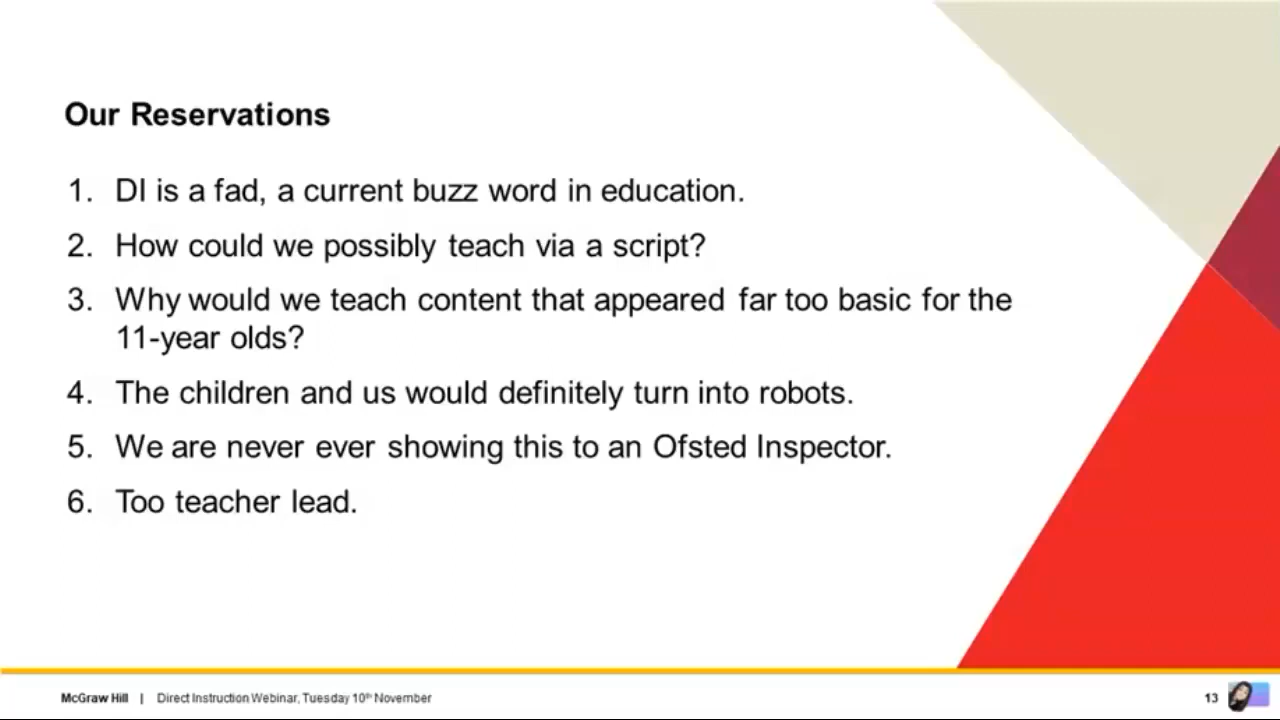 Our Reservations
1. DI is a fad, a current buzz word in education.
2. How could we possibly teach via a script?
3. Why would we teach content that appeared far too basic for the
11-year olds?
4. The children and us would definitely turn into robots.
5. We are never ever showing this to an Ofsted Inspector.
6. Too teacher lead.
McGraw Hill | Direct Instruction Webinar, Tuesday 10th November 13